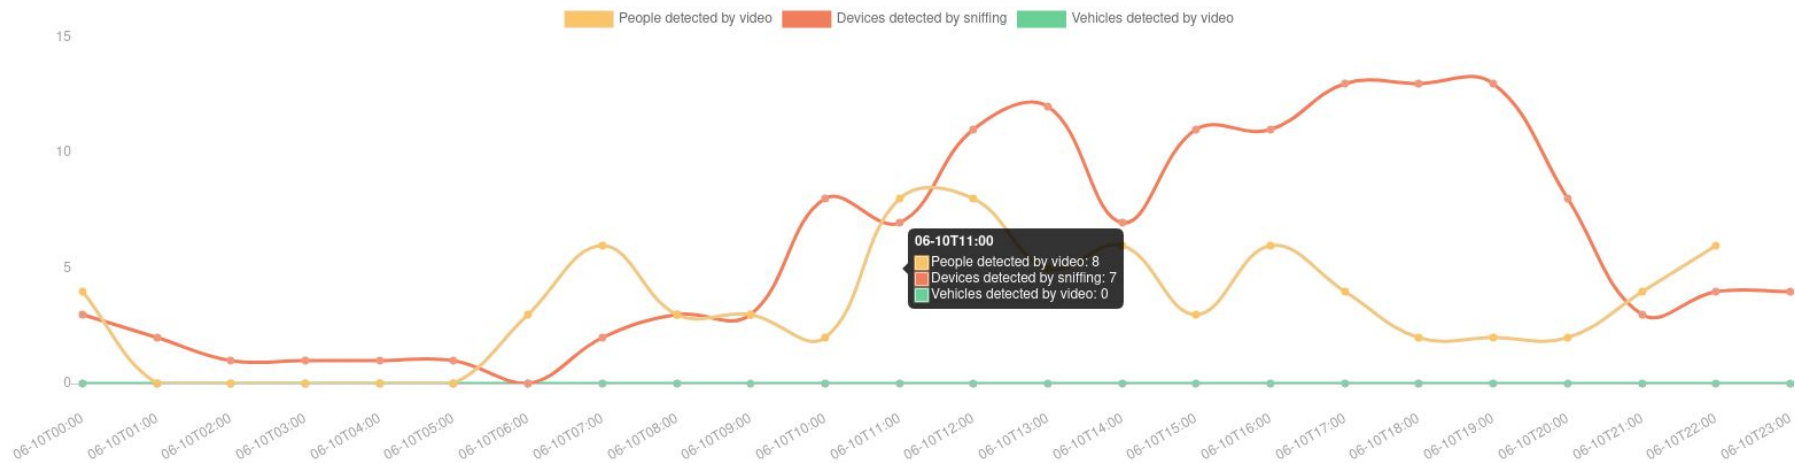 People detected by video Devices detected by sniffing Vehicles detected by video
15
10
5
0
06-10T11:00
People detected by video: 8
Devices detected by sniffing: 7
Vehicles detected by video: 0
06-10T00:00 06-10T01:00 06-10T02:00 06-10T03:00 06-10T04:00 06-10T05:00 06-10T06:00 06-10T07:00 06-10T08:00 06-10T09:00 06-10T10:00 06-10T11:00 06-10T12:00 06-10T13:00 06-10T14:00 06-10T15:00 06-10T16:00 06-10T17:00 06-10T18:00 06-10T19:00 06-10T20:00 06-10T21:00 06-10T22:00 06-10T23:00